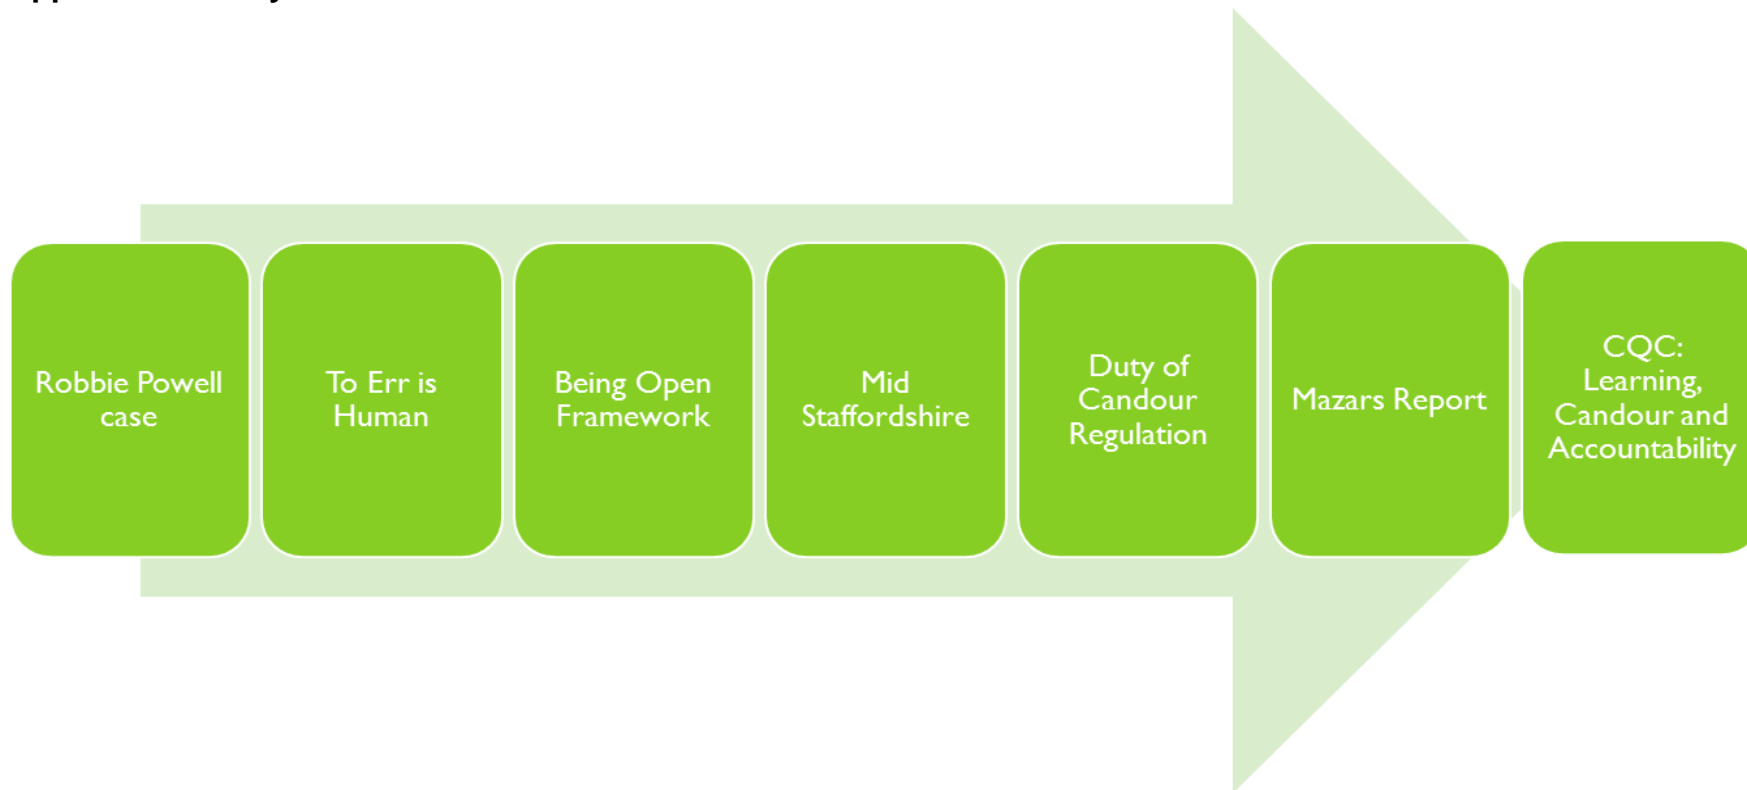 Robbie Powell
case
To Err is
Human
Being Open
Framework
Mid
Staffordshire
Duty of
Candour
Regulation
Mazars Report
CQC:
Learning,
Candour and
Accountability